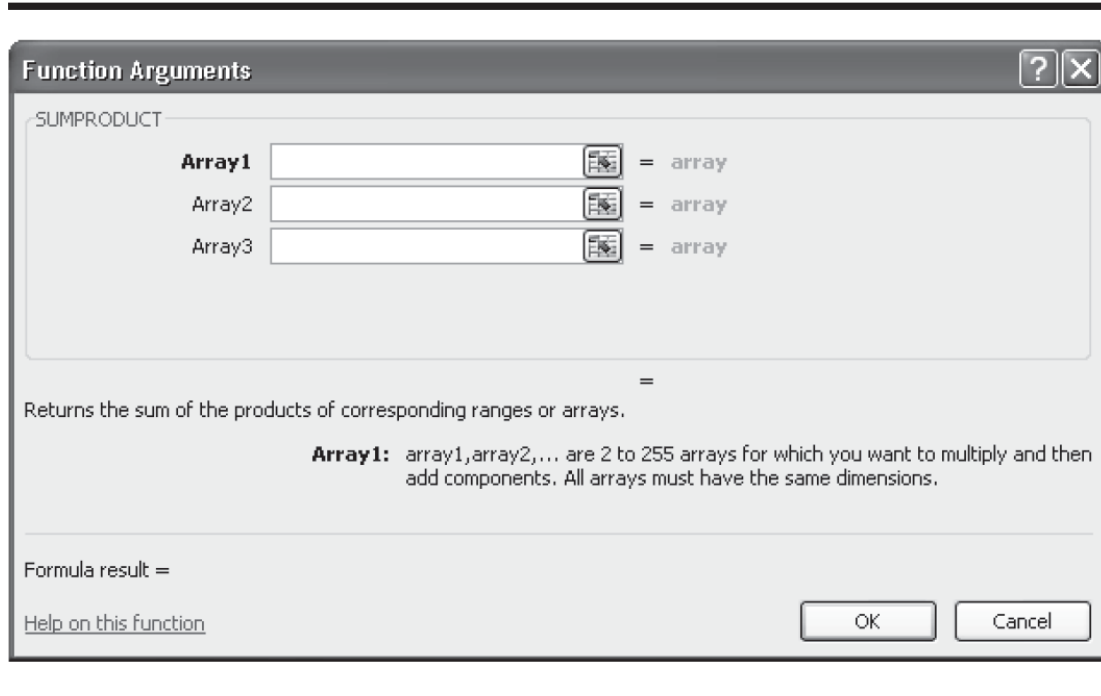 Function Arguments
SUMPRODUCT
Array1 = array
Array2 = array
Array3 = array
=
Returns the sum of the products of corresponding ranges or arrays.
Array1: array1,array2,... are 2 to 255 arrays for which you want to multiply and then
add components. All arrays must have the same dimensions.
Formula result =
Help on this function
OK Cancel